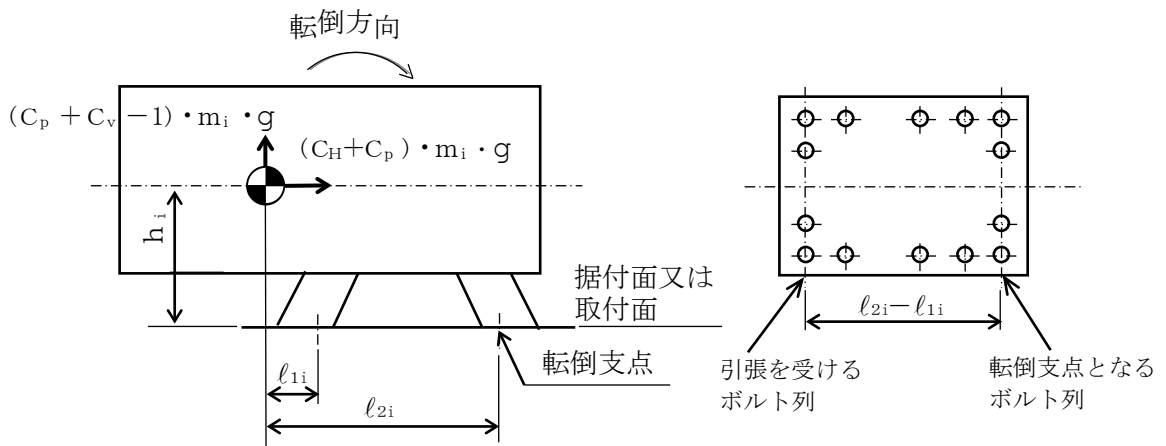 転倒方向
(Cp+Cv−1)・mi・g
(CH+Cp)・mi・g
hi
据付面又は
取付面
転倒支点
ℓ1i
ℓ2i
ℓ2i−ℓ1i
引張を受ける
ボルト列
転倒支点となる
ボルト列